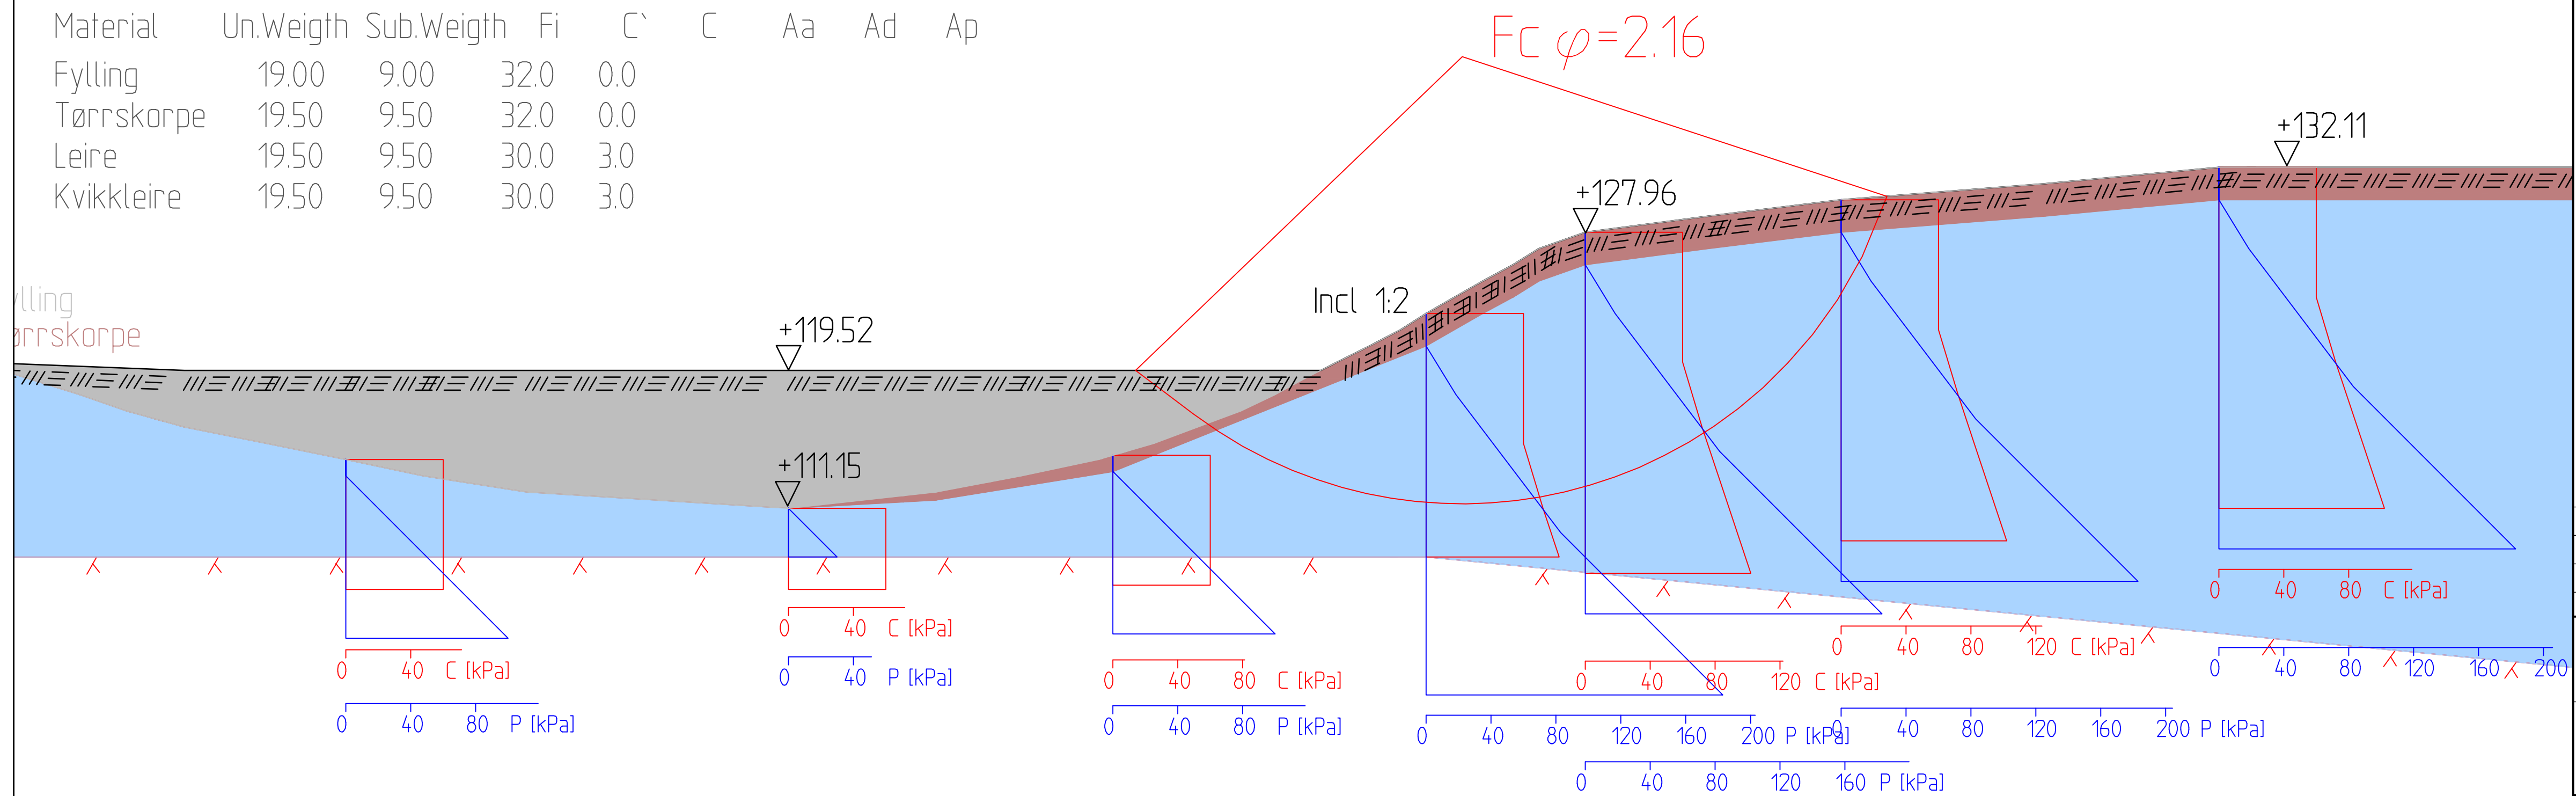 Material Un.Weigth Sub.Weigth Fi C` C Aa Ad Ap
Fylling 19.00 9.00 32.0 0.0
Tørrskorpe 19.50 9.50 32.0 0.0
Leire 19.50 9.50 30.0 3.0
Kvikkleire 19.50 9.50 30.0 3.0
Fc φ=2.16
+132.11
+127.96
Incl 1:2
ylling
ørrskorpe
+119.52
+111.15
0 40 C [kPa]
0 40 80 P [kPa]
0 40 C [kPa]
0 40 P [kPa]
0 40 80 C [kPa]
0 40 80 P [kPa]
0 40 80 120 160 200 P [kPa]
0 40 80 120 C [kPa]
0 40 80 120 160 P [kPa]
0 40 80 120 C [kPa]
0 40 80 120 160 200 P [kPa]
0 40 80 C [kPa]
0 40 80 120 160 200